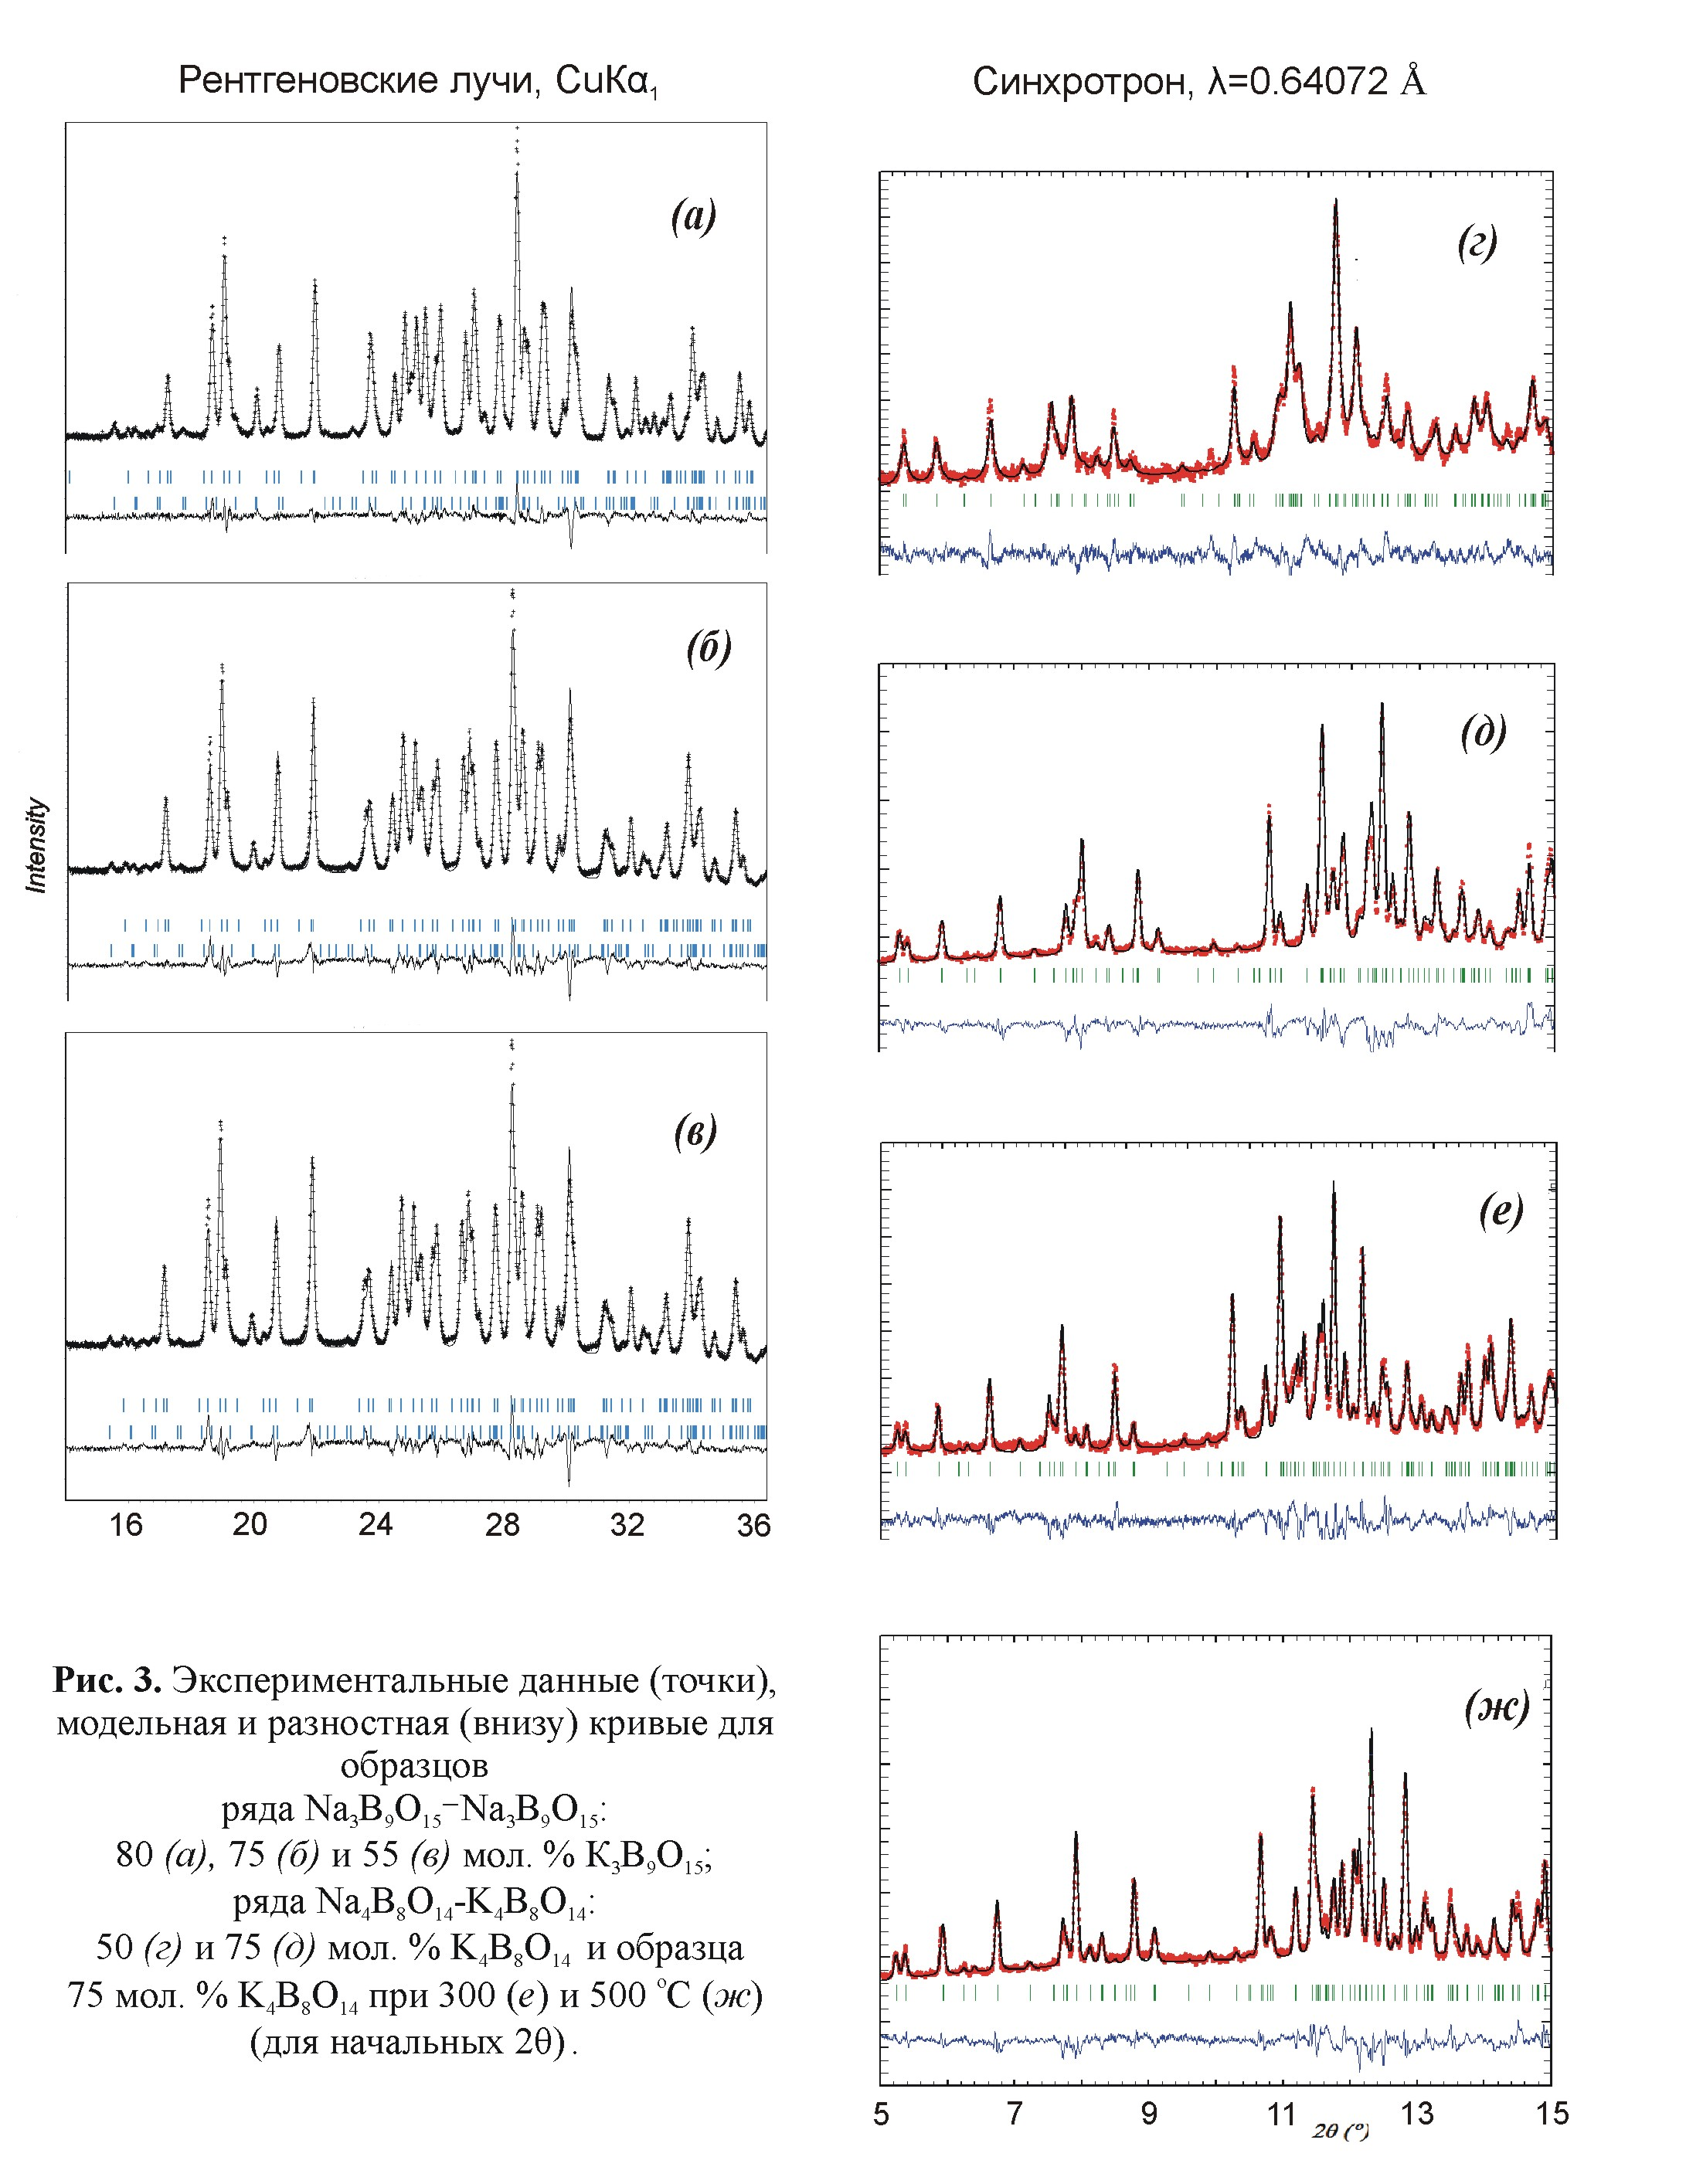 Рентгеновские лучи, CuKα₁
Синхротрон, λ=0.64072 Å
(а)
(б)
(в)
Intensity
16 20 24 28 32 36
(г)
(д)
(е)
(ж)
5 7 9 11 13 15
2θ (°)
Рис. 3. Экспериментальные данные (точки),
модельная и разностная (внизу) кривые для
образцов
ряда Na₃B₉O₁₅−Na₃B₉O₁₅:
80 (а), 75 (б) и 55 (в) мол. % K₃B₉O₁₅;
ряда Na₄B₈O₁₄-K₄B₈O₁₄:
50 (г) и 75 (д) мол. % K₄B₈O₁₄ и образца
75 мол. % K₄B₈O₁₄ при 300 (е) и 500 °C (ж)
(для начальных 2θ).